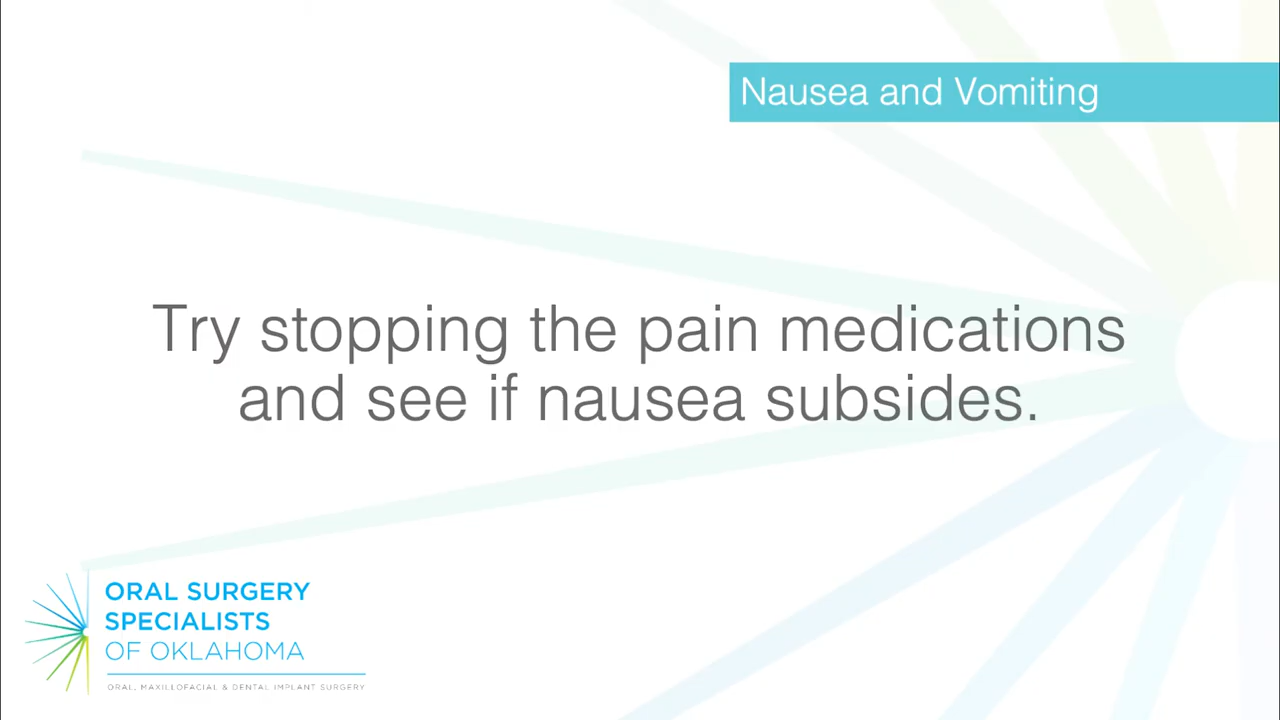 Nausea and Vomiting
Try stopping the pain medications
and see if nausea subsides.
ORAL SURGERY
SPECIALISTS
OF OKLAHOMA
ORAL, MAXILLOFACIAL & DENTAL IMPLANT SURGERY